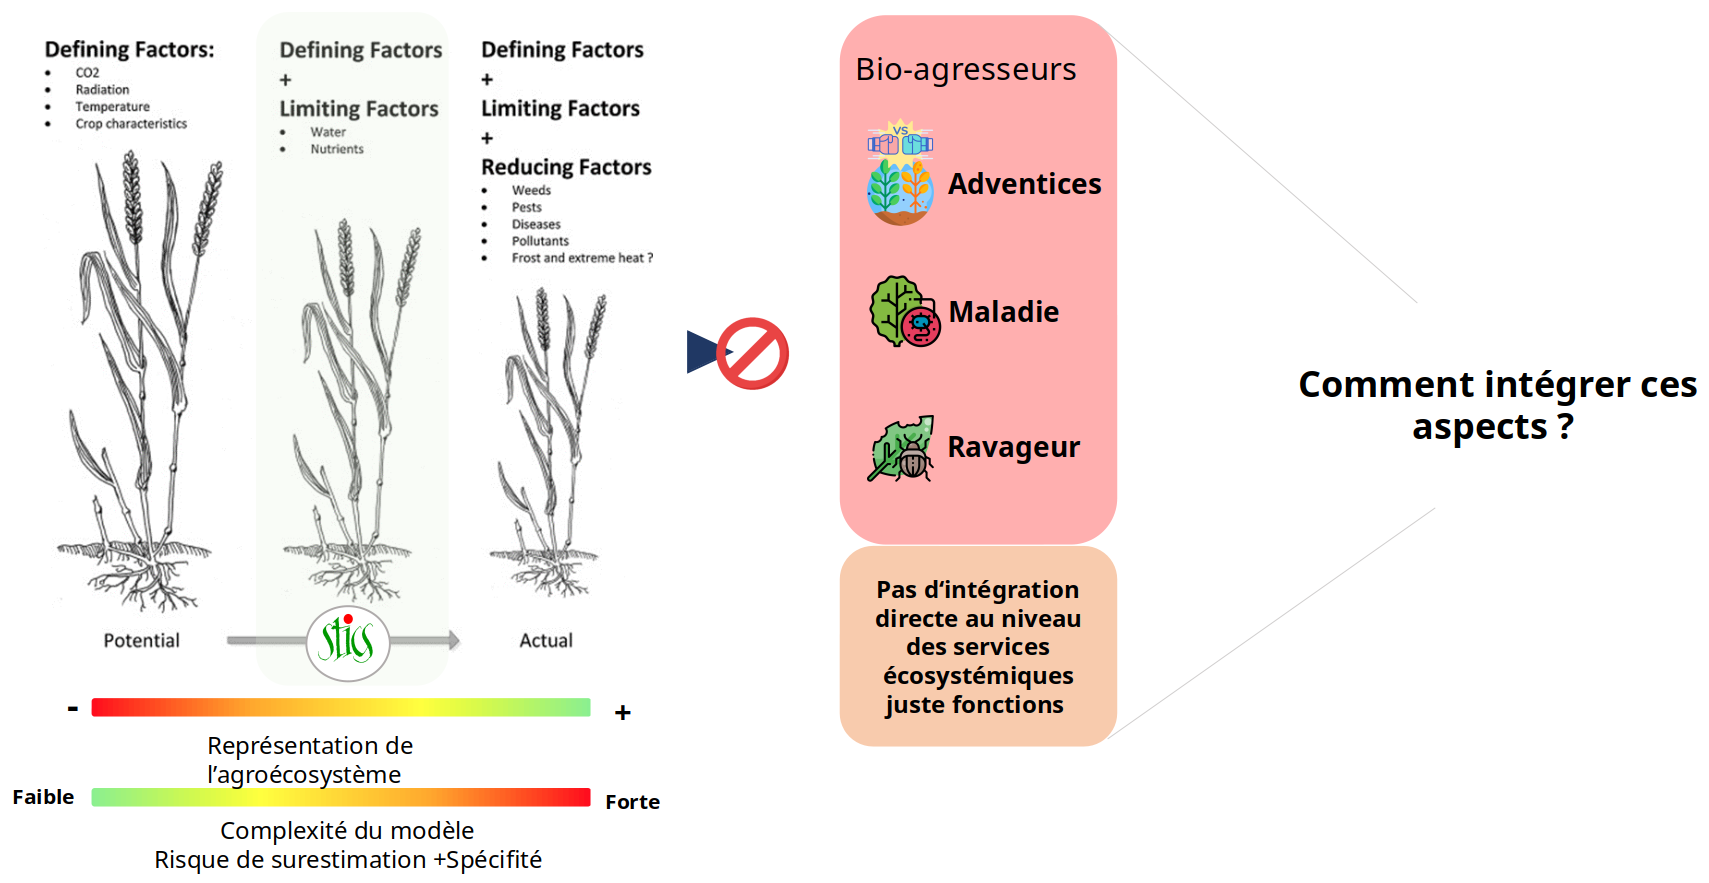 Defining Factors:
• CO2
• Radiation
• Temperature
• Crop characteristics
Defining Factors
+
Limiting Factors
• Water
• Nutrients
Defining Factors
+
Limiting Factors
+
Reducing Factors
• Weeds
• Pests
• Diseases
• Pollutants
• Frost and extreme heat ?
Potential
stics
Actual
- +
Représentation de
l’agroécosystème
Faible Forte
Complexité du modèle
Risque de surestimation +Spécifité
Bio-agresseurs
VS
Adventices
Maladie
Ravageur
Pas d‘intégration
directe au niveau
des services
écosystémiques
juste fonctions
Comment intégrer ces
aspects ?